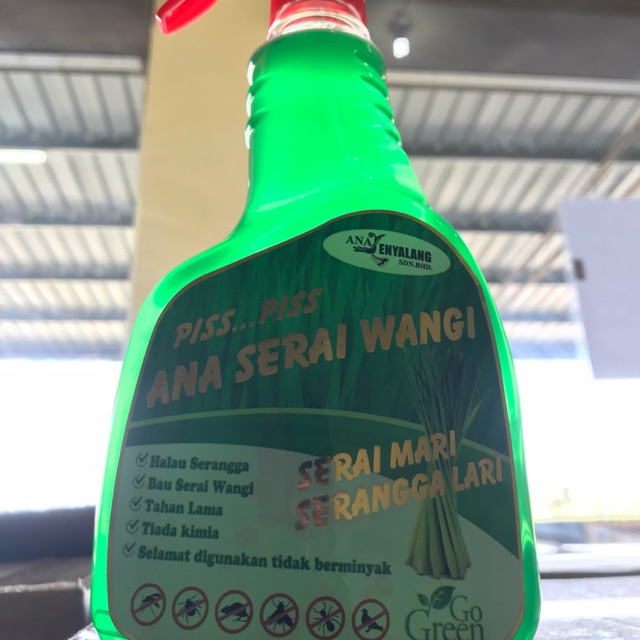 ANA ENYALANG
SDN.BHD.
PISS...PISS
ANA SERAI WANGI
SERAI MARI
SERANGGA LARI
Halau Serangga
Bau Serai Wangi
Tahan Lama
Tiada kimia
Selamat digunakan tidak berminyak
Go
Green